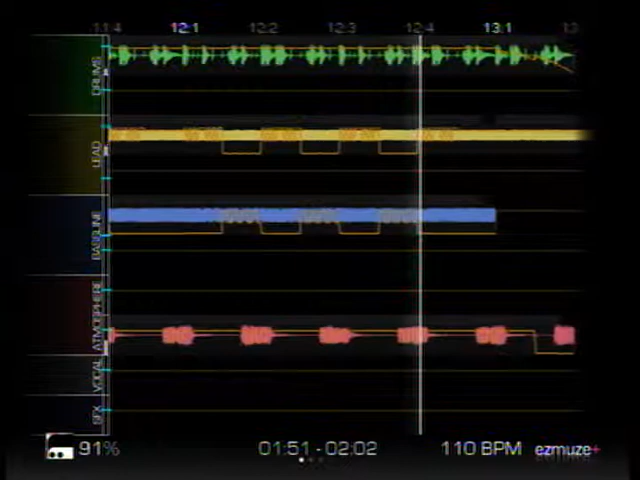 11:4 12:1 12:2 12:3 12:4 13:1 13:
DRUMS
LEAD
BASSLINE
ATMOSPHERE
VOCAL
SFX
91% 01:51 - 02:02 110 BPM ezmuze+